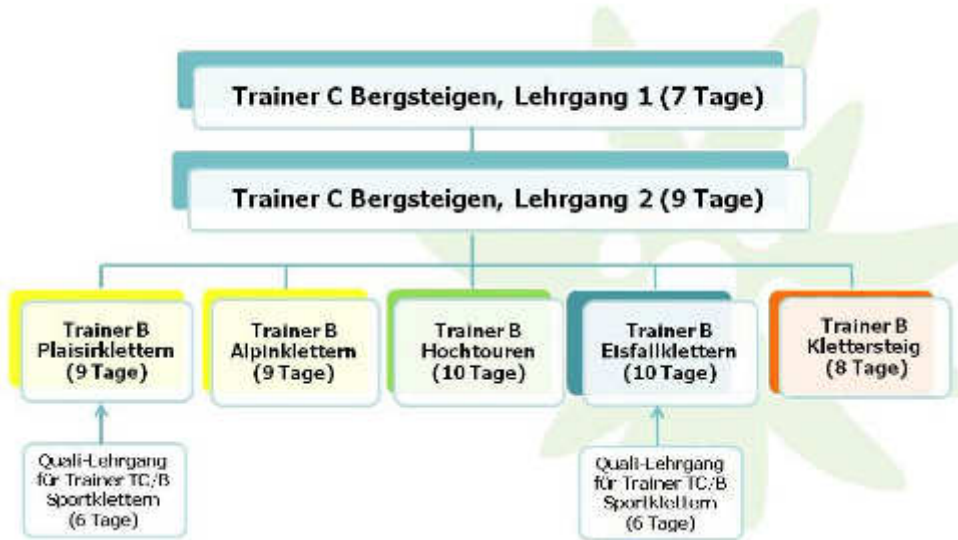 Trainer C Bergsteigen, Lehrgang 1 (7 Tage)
Trainer C Bergsteigen, Lehrgang 2 (9 Tage)
Trainer B
Plaisirklettern
(9 Tage)
Trainer B
Alpinklettern
(9 Tage)
Trainer B
Hochtouren
(10 Tage)
Trainer B
Eisfallklettern
(10 Tage)
Trainer B
Klettersteig
(8 Tage)
Quali-Lehrgang
für Trainer TC/B
Sportklettern
(6 Tage)
Quali-Lehrgang
für Trainer TC/B
Sportklettern
(6 Tage)